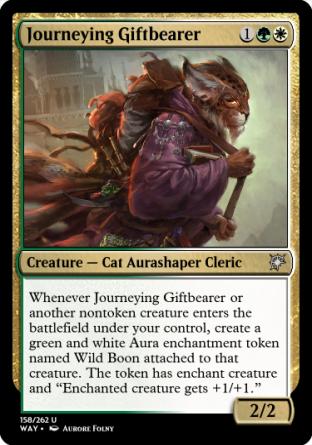 Journeying Giftbearer 1
Creature — Cat Aurashaper Cleric
Whenever Journeying Giftbearer or
another nontoken creature enters the
battlefield under your control, create a
green and white Aura enchantment token
named Wild Boon attached to that
creature. The token has enchant creature
and “Enchanted creature gets +1/+1.”
2/2
158/262 U
WAY • Aurore Folny